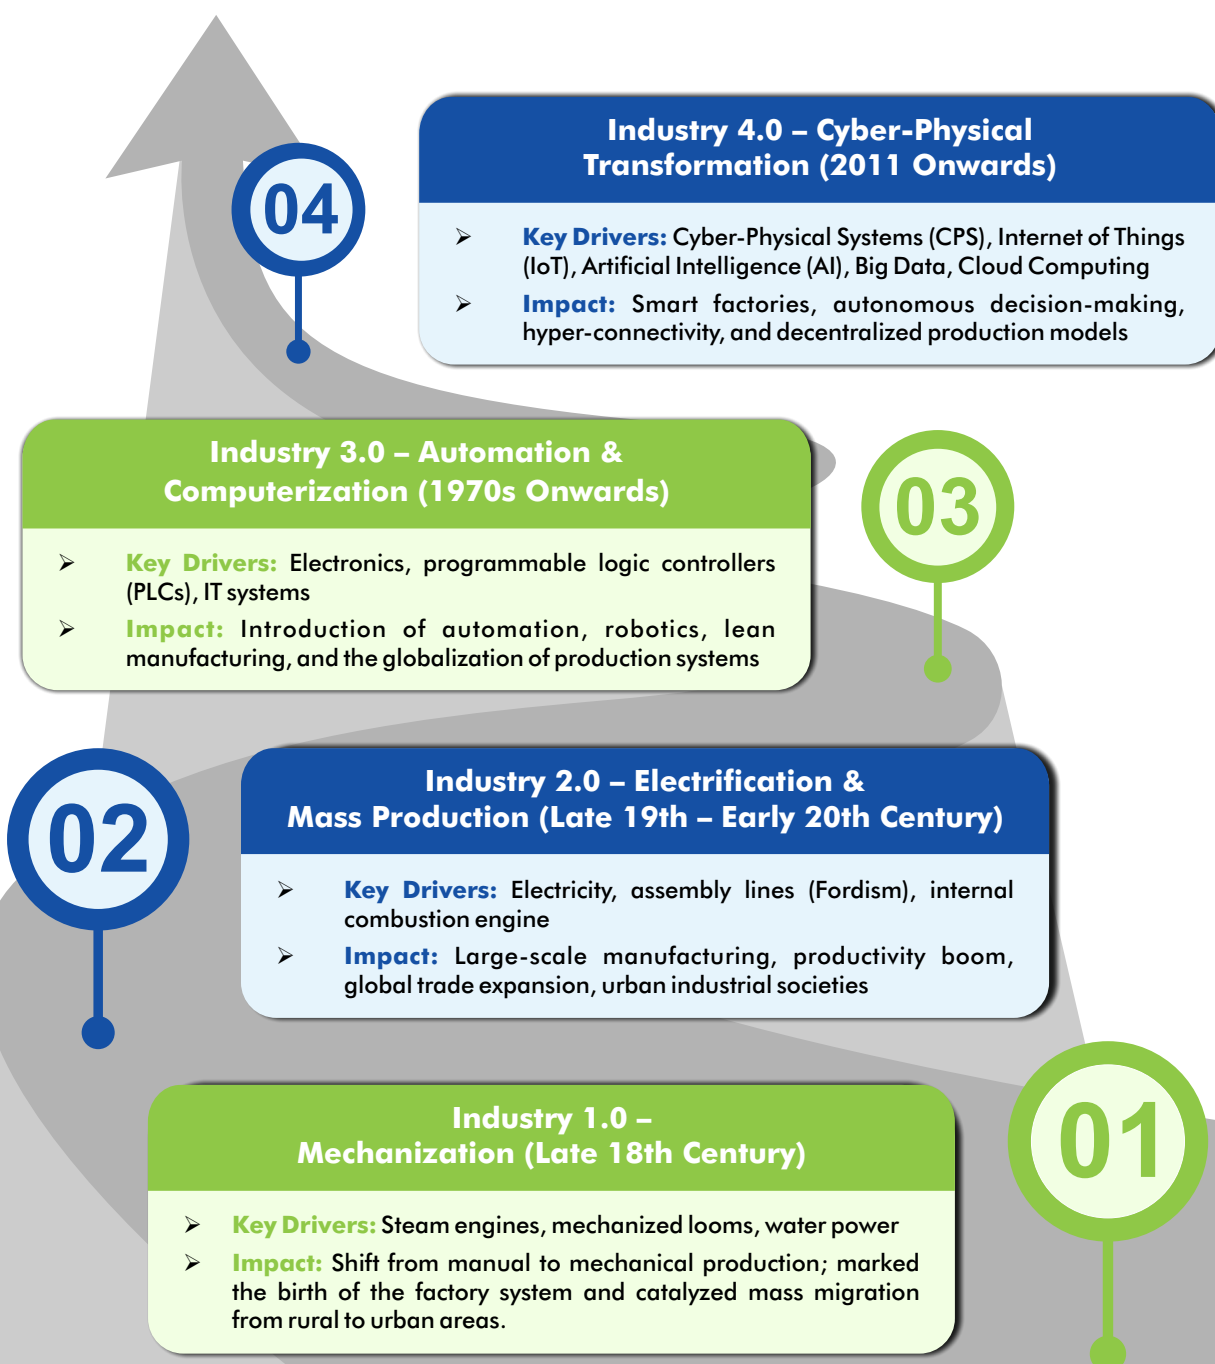 04
Industry 4.0 – Cyber-Physical
Transformation (2011 Onwards)
➢ Key Drivers: Cyber-Physical Systems (CPS), Internet of Things
(IoT), Artificial Intelligence (AI), Big Data, Cloud Computing
➢ Impact: Smart factories, autonomous decision-making,
hyper-connectivity, and decentralized production models
Industry 3.0 – Automation &
Computerization (1970s Onwards)
03
➢ Key Drivers: Electronics, programmable logic controllers
(PLCs), IT systems
➢ Impact: Introduction of automation, robotics, lean
manufacturing, and the globalization of production systems
02
Industry 2.0 – Electrification &
Mass Production (Late 19th – Early 20th Century)
➢ Key Drivers: Electricity, assembly lines (Fordism), internal
combustion engine
➢ Impact: Large-scale manufacturing, productivity boom,
global trade expansion, urban industrial societies
Industry 1.0 –
Mechanization (Late 18th Century)
01
➢ Key Drivers: Steam engines, mechanized looms, water power
➢ Impact: Shift from manual to mechanical production; marked
the birth of the factory system and catalyzed mass migration
from rural to urban areas.